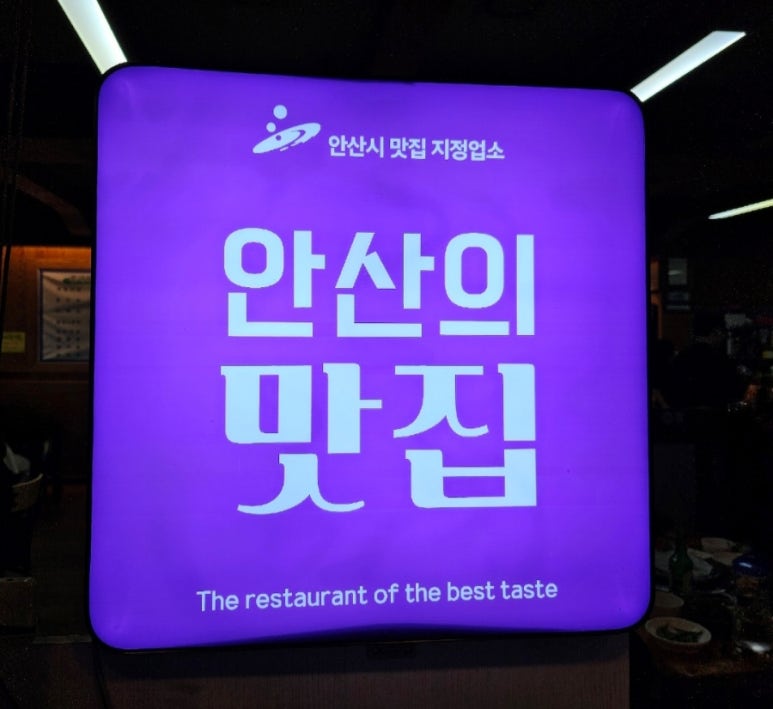 안산시 맛집 지정업소
안산의
맛집
The restaurant of the best taste